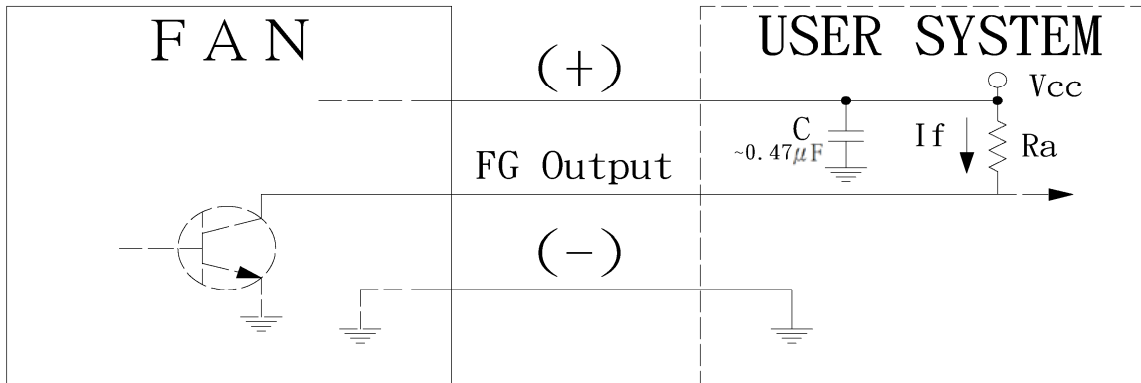 FAN
USER SYSTEM
(+)
Vcc
C
~0.47μF
If
Ra
FG Output
(-)